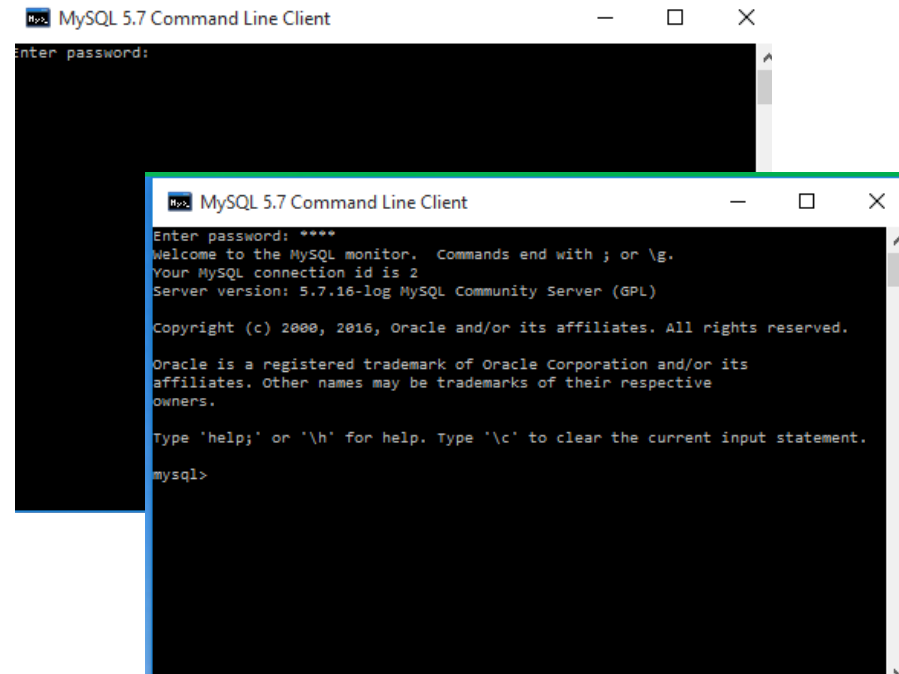 MySQL 5.7 Command Line Client
Enter password:
MySQL 5.7 Command Line Client
Enter password: ****
Welcome to the MySQL monitor.  Commands end with ; or \g.
Your MySQL connection id is 2
Server version: 5.7.16-log MySQL Community Server (GPL)
Copyright (c) 2000, 2016, Oracle and/or its affiliates. All rights reserved.
Oracle is a registered trademark of Oracle Corporation and/or its
affiliates. Other names may be trademarks of their respective
owners.
Type 'help;' or '\h' for help. Type '\c' to clear the current input statement.
mysql>